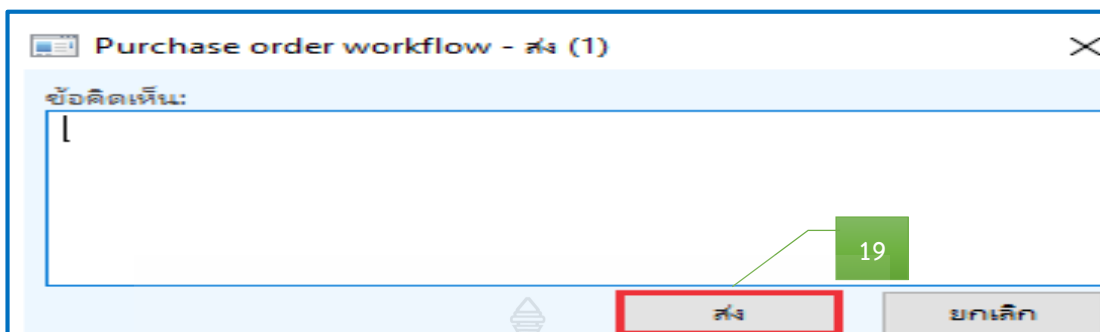 Purchase order workflow - ส่ง (1)
ข้อคิดเห็น:
19
ส่ง ยกเลิก